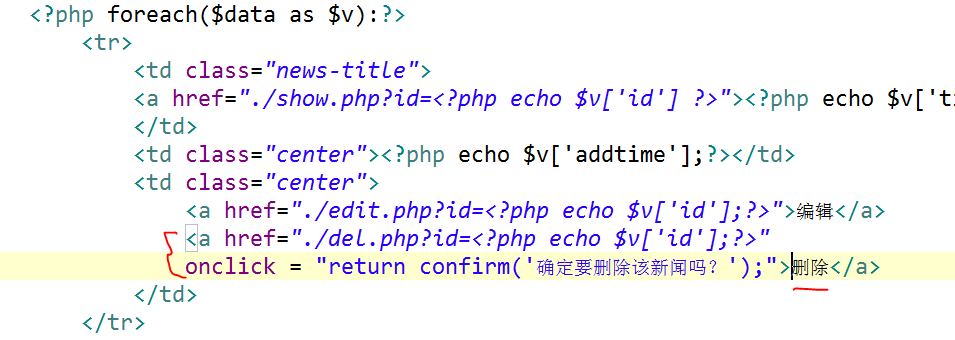 <?php foreach($data as $v):?>
<tr>
<td class="news-title">
<a href="./show.php?id=<?php echo $v['id'] ?>"><?php echo $v['ti
</td>
<td class="center"><?php echo $v['addtime'];?></td>
<td class="center">
<a href="./edit.php?id=<?php echo $v['id'];?>">编辑</a>
<a href="./del.php?id=<?php echo $v['id'];?>"
onclick = "return confirm('确定要删除该新闻吗？');">删除</a>
</td>
</tr>